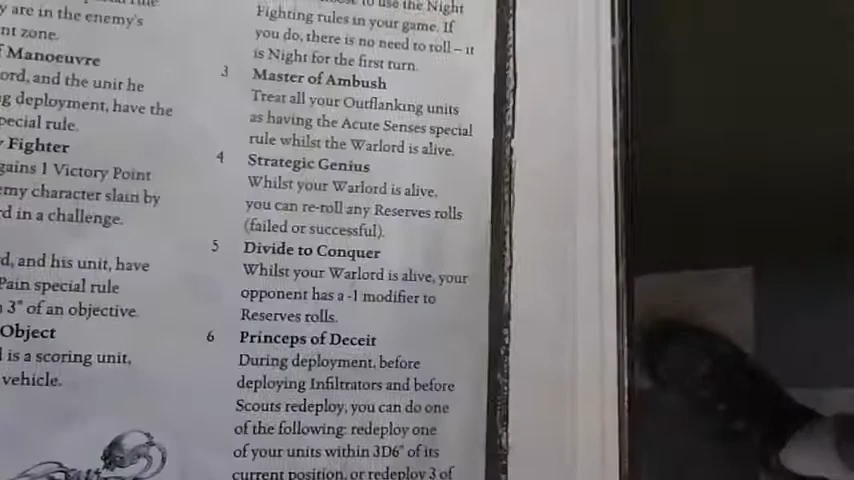 y are in the enemy's
nt zone.
f Manoeuvre
ord, and the unit he
g deployment, have the
pecial rule.
y Fighter
gains 1 Victory Point
emy character slain by
rd in a challenge.
d, and his unit, have
Pain special rule
3" of an objective.
Object
l is a scoring unit,
vehicle.
to use the Night
Fighting rules in your game. If
you do, there is no need to roll – it
is Night for the first turn.
3 Master of Ambush
Treat all your Outflanking units
as having the Acute Senses special
rule whilst the Warlord is alive.
4 Strategic Genius
Whilst your Warlord is alive,
you can re-roll any Reserves rolls
(failed or successful).
5 Divide to Conquer
Whilst your Warlord is alive, your
opponent has a -1 modifier to
Reserves rolls.
6 Princeps of Deceit
During deployment, before
deploying Infiltrators and before
Scouts redeploy, you can do one
of the following: redeploy one
of your units within 3D6" of its
current position, or redeploy 3 of